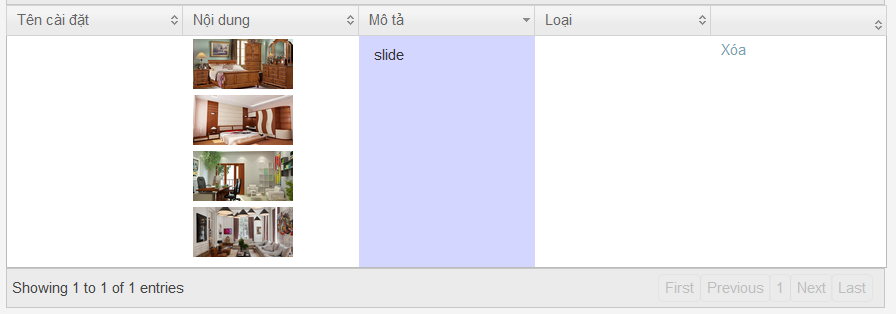 Tên cài đặt Nội dung Mô tả Loại
slide Xóa
Showing 1 to 1 of 1 entries First Previous 1 Next Last